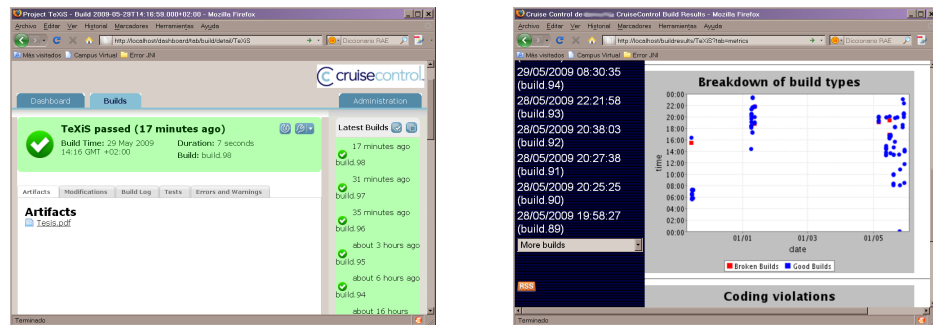 Project TeXiS - Build 2009-05-29T14:16:59.000+02:00 - Mozilla Firefox
Archivo Editar Ver Historial Marcadores Herramientas Ayuda
http://localhost/dashboard/tab/build/detail/TeXiS
Diccionario RAE
Más visitados Campus Virtual Error JNI
cruisecontrol
Dashboard Builds Administration
TeXiS passed (17 minutes ago)
Build Time: 29 May 2009 14:16 GMT +02:00
Duration: 7 seconds
Build: build.98
Artifacts Modifications Build Log Tests Errors and Warnings
Artifacts
Tesis.pdf
Latest Builds
17 minutes ago
build.98
31 minutes ago
build.97
35 minutes ago
build.96
about 3 hours ago
build.95
about 6 hours ago
build.94
about 16 hours
Terminado
Cruise Control de CruiseControl Build Results - Mozilla Firefox
Archivo Editar Ver Historial Marcadores Herramientas Ayuda
http://localhost/buildresults/TeXiS?tab=metrics
Diccionario RAE
Más visitados Campus Virtual Error JNI
29/05/2009 08:30:35
(build.94)
28/05/2009 22:21:58
(build.93)
28/05/2009 20:38:03
(build.92)
28/05/2009 20:27:38
(build.91)
28/05/2009 20:25:25
(build.90)
28/05/2009 19:58:27
(build.89)
More builds
RSS
Breakdown of build types
00:00
22:00
20:00
18:00
16:00
14:00
12:00
10:00
08:00
06:00
04:00
02:00
00:00
time
01/01 01/03 01/05
date
Broken Builds Good Builds
Coding violations
Terminado